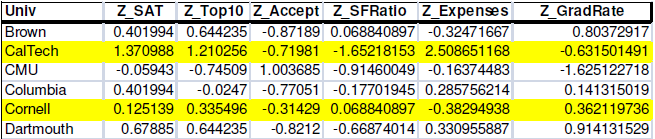 Univ Z_SAT Z_Top10 Z_Accept Z_SFRatio Z_Expenses Z_GradRate
Brown 0.401994 0.644235 -0.87189 0.068840897 -0.32471667 0.80372917
CalTech 1.370988 1.210256 -0.71981 -1.65218153 2.508651168 -0.631501491
CMU -0.05943 -0.74509 1.003685 -0.91460049 -0.16374483 -1.625122718
Columbia 0.401994 -0.0247 -0.77051 -0.17701945 0.285756214 0.141315019
Cornell 0.125139 0.335496 -0.31429 0.068840897 -0.38294938 0.362119736
Dartmouth 0.67885 0.644235 -0.8212 -0.66874014 0.330955887 0.914131529